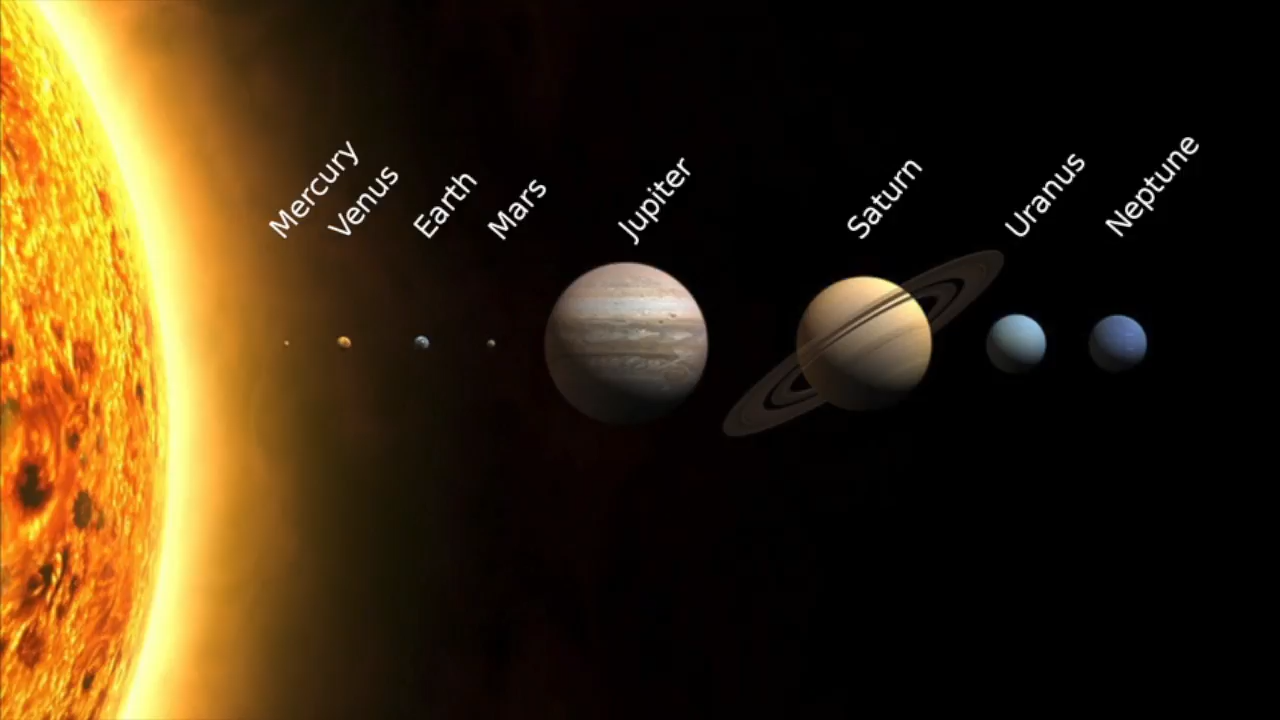 Mercury
Venus
Earth
Mars
Jupiter
Saturn
Uranus
Neptune